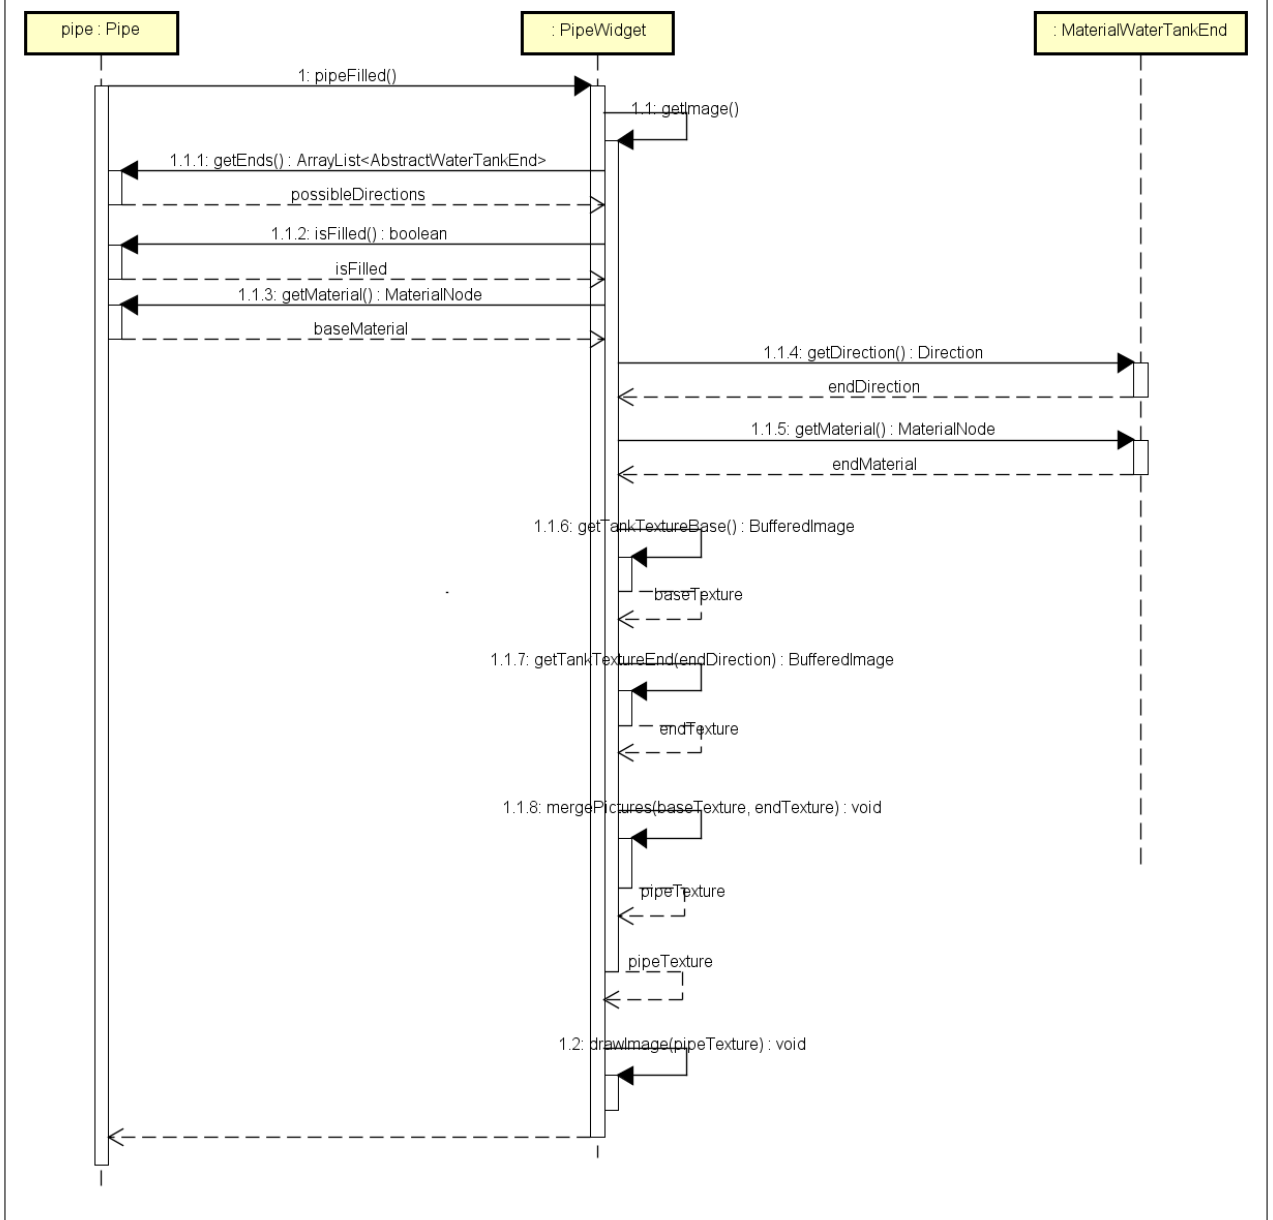 pipe : Pipe
: PipeWidget
: MaterialWaterTankEnd
1: pipeFilled()
1.1: getImage()
1.1.1: getEnds() : ArrayList<AbstractWaterTankEnd>
possibleDirections
1.1.2: isFilled() : boolean
isFilled
1.1.3: getMaterial() : MaterialNode
baseMaterial
1.1.4: getDirection() : Direction
endDirection
1.1.5: getMaterial() : MaterialNode
endMaterial
1.1.6: getTankTextureBase() : BufferedImage
baseTexture
1.1.7: getTankTextureEnd(endDirection) : BufferedImage
endTexture
1.1.8: mergePictures(baseTexture, endTexture) : void
pipeTexture
pipeTexture
1.2: drawImage(pipeTexture) : void